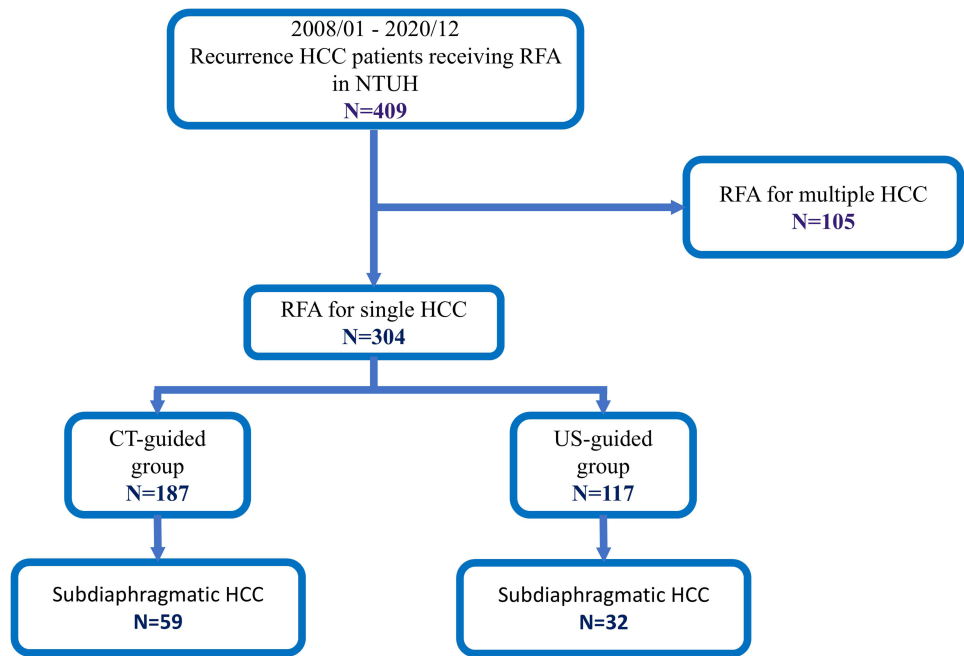 2008/01 - 2020/12
Recurrence HCC patients receiving RFA
in NTUH
N=409
RFA for multiple HCC
N=105
RFA for single HCC
N=304
CT-guided
group
N=187
US-guided
group
N=117
Subdiaphragmatic HCC
N=59
Subdiaphragmatic HCC
N=32